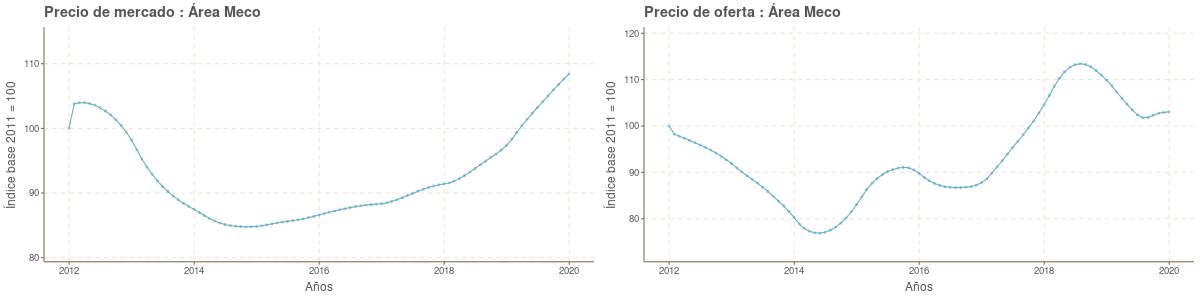 Precio de mercado : Área Meco
Índice base 2011 = 100
110
100
90
80
2012 2014 2016 2018 2020
Años
Precio de oferta : Área Meco
Índice base 2011 = 100
120
110
100
90
80
2012 2014 2016 2018 2020
Años